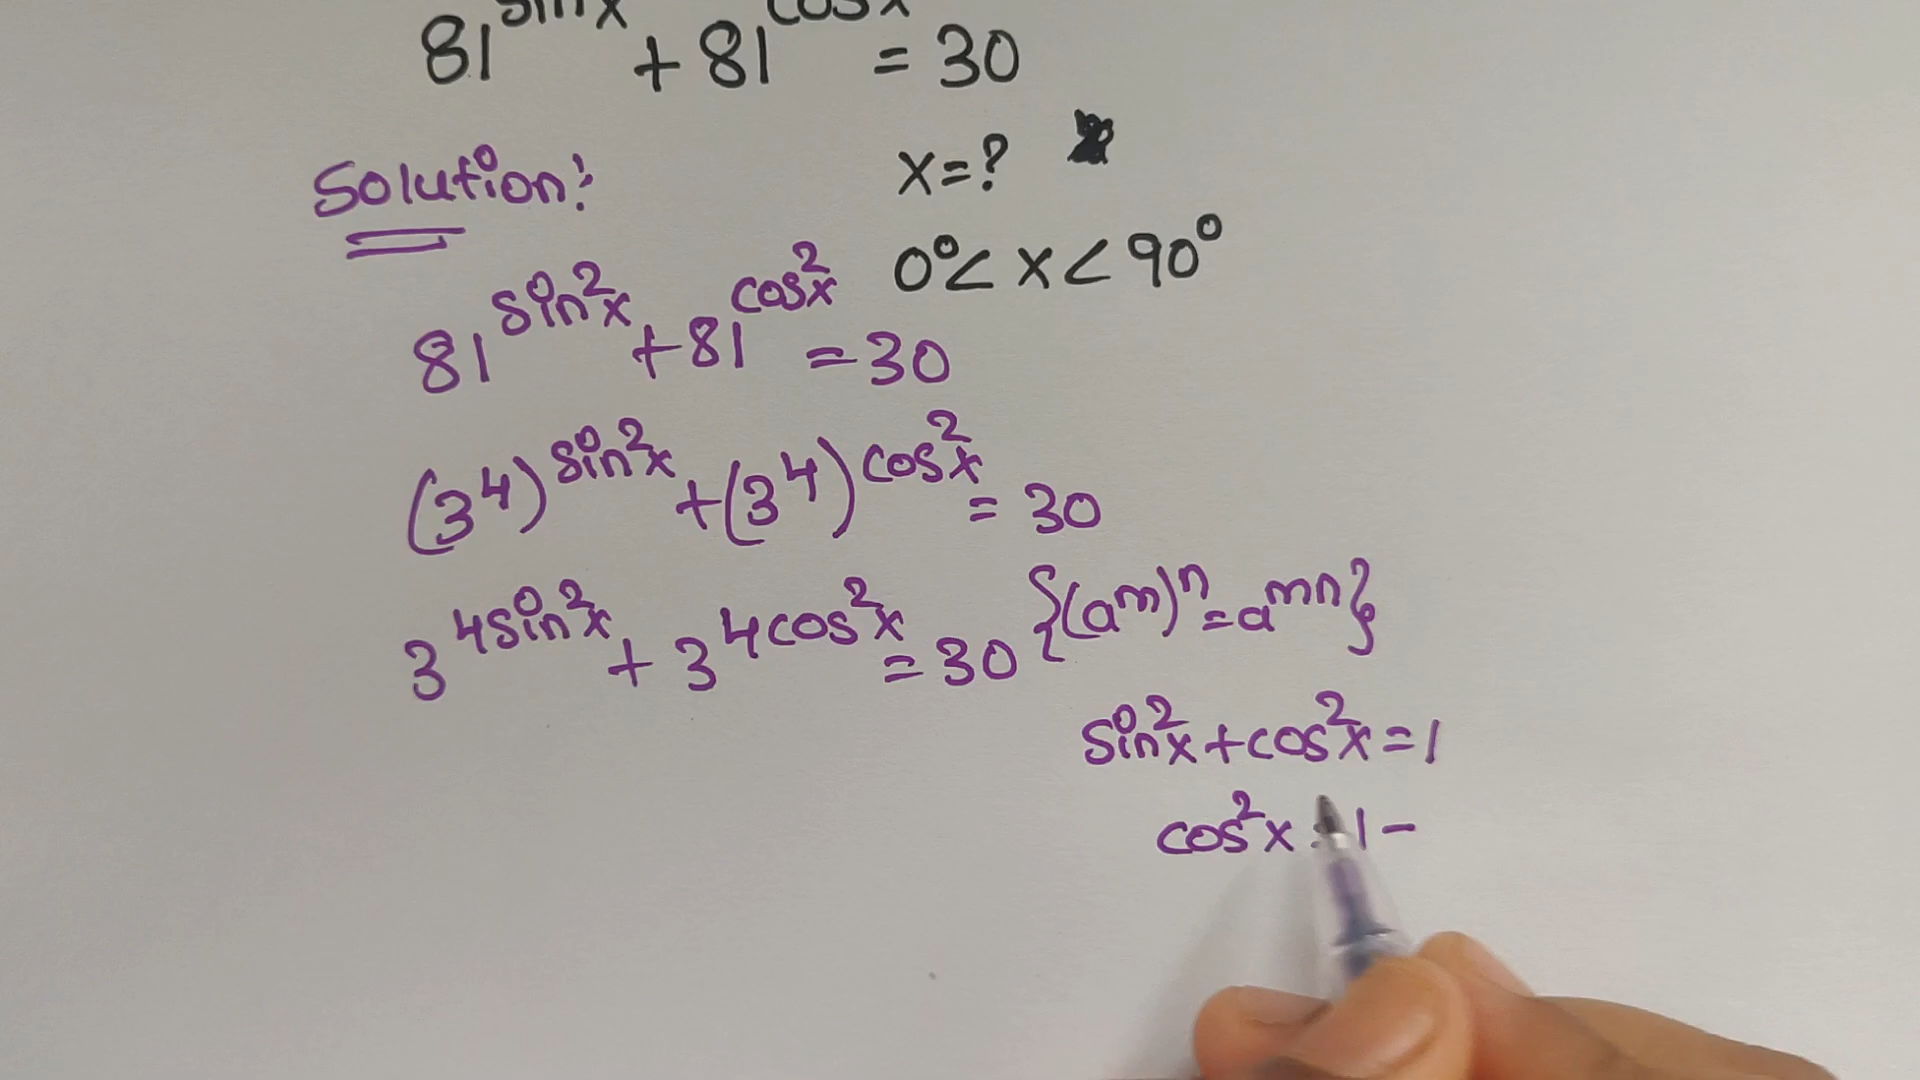 81^sin x + 81^cos x = 30
x=?
Solution:
0°< x < 90°
81^sin²x + 81^cos²x = 30
(3⁴)^sin²x + (3⁴)^cos²x = 30
3^4sin²x + 3^4cos²x = 30 {(a^m)^n = a^mn}
sin²x + cos²x = 1
cos²x = 1 -